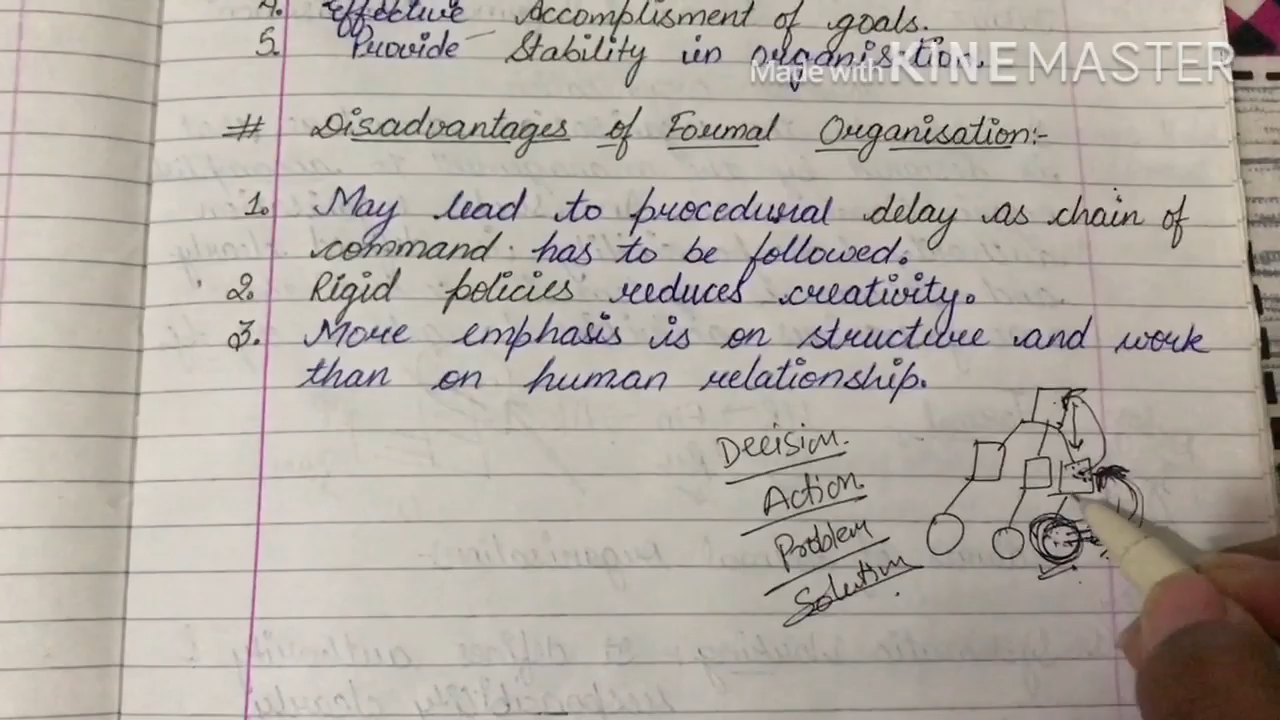 4. Effective Accomplisment of goals.
5. Provide Stability in organistion.
Made with KINEMASTER
# Disadvantages of Formal Organisation:-
1. May lead to procedural delay as chain of
command has to be followed.
2. Rigid policies reduces creativity.
3. More emphasis is on structure and work
than on human relationship.
Decision.
Action.
Problem
Solution